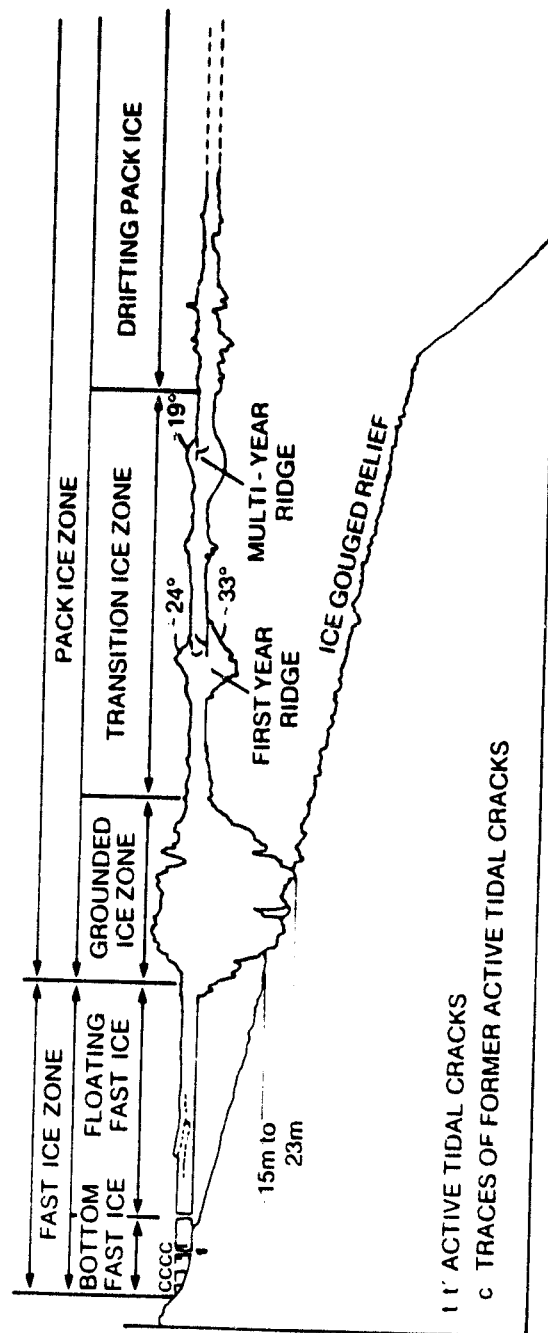 FAST ICE ZONE
PACK ICE ZONE
BOTTOM
FAST ICE
FLOATING
FAST ICE
GROUNDED
ICE ZONE
TRANSITION ICE ZONE
DRIFTING PACK ICE
cccc
~24°
~19°
~33°
FIRST YEAR
RIDGE
MULTI-YEAR
RIDGE
15m to
23m
ICE GOUGED RELIEF
t t' ACTIVE TIDAL CRACKS
c TRACES OF FORMER ACTIVE TIDAL CRACKS